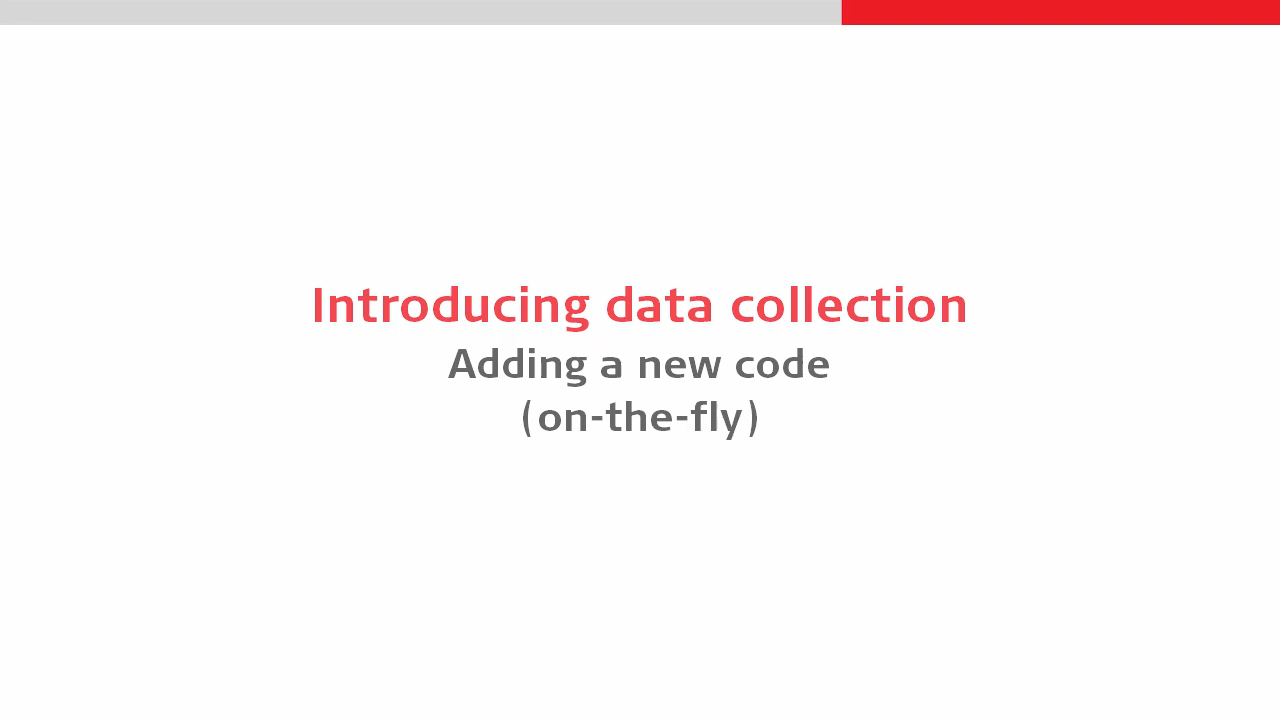 Introducing data collection
Adding a new code
(on-the-fly)